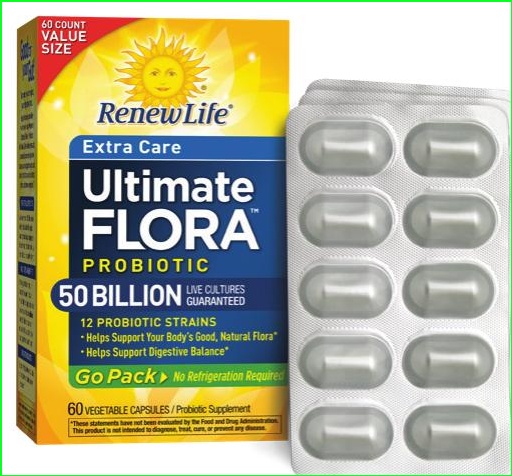 60 COUNT
VALUE
SIZE
RENEWLIFE®
Extra Care
Ultimate
FLORA™
PROBIOTIC
50 BILLION LIVE CULTURES
GUARANTEED
12 PROBIOTIC STRAINS
• Helps Support Your Body's Good, Natural Flora*
• Helps Support Digestive Balance*
Go Pack No Refrigeration Required
60 VEGETABLE CAPSULES / Probiotic Supplement
*These statements have not been evaluated by the Food and Drug Administration.
This product is not intended to diagnose, treat, cure, or prevent any disease.